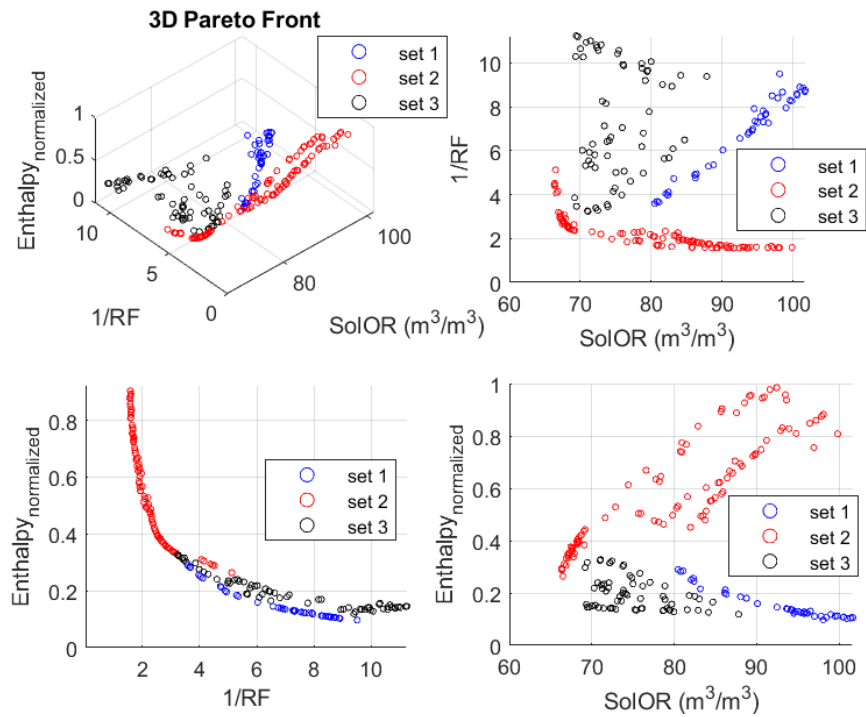 3D Pareto Front
set 1
set 2
set 3
Enthalpy_normalized
1
0.5
0
10
5
0
1/RF
80
100
SolOR (m³/m³)
1/RF
10
8
6
4
2
0
60
70
80
90
100
SolOR (m³/m³)
set 1
set 2
set 3
Enthalpy_normalized
0.8
0.6
0.4
0.2
0
2
4
6
8
10
1/RF
set 1
set 2
set 3
Enthalpy_normalized
1
0.8
0.6
0.4
0.2
0
60
70
80
90
100
SolOR (m³/m³)
set 1
set 2
set 3